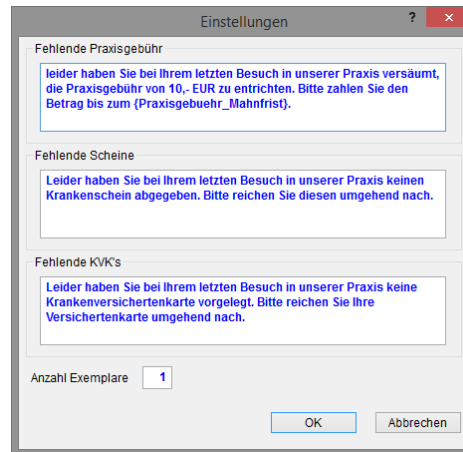 Einstellungen
? ×
Fehlende Praxisgebühr
leider haben Sie bei Ihrem letzten Besuch in unserer Praxis versäumt,
die Praxisgebühr von 10,- EUR zu entrichten. Bitte zahlen Sie den
Betrag bis zum {Praxisgebuehr_Mahnfrist}.
Fehlende Scheine
Leider haben Sie bei Ihrem letzten Besuch in unserer Praxis keinen
Krankenschein abgegeben. Bitte reichen Sie diesen umgehend nach.
Fehlende KVK's
Leider haben Sie bei Ihrem letzten Besuch in unserer Praxis keine
Krankenversichertenkarte vorgelegt. Bitte reichen Sie Ihre
Versichertenkarte umgehend nach.
Anzahl Exemplare 1
OK Abbrechen